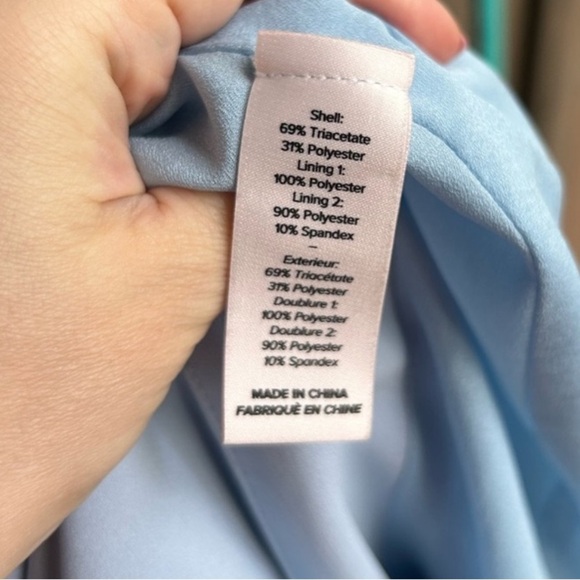 Shell:
69% Triacetate
31% Polyester
Lining 1:
100% Polyester
Lining 2:
90% Polyester
10% Spandex
–
Exterieur:
69% Triacétate
31% Polyester
Doublure 1:
100% Polyester
Doublure 2:
90% Polyester
10% Spandex
MADE IN CHINA
FABRIQUÈ EN CHINE